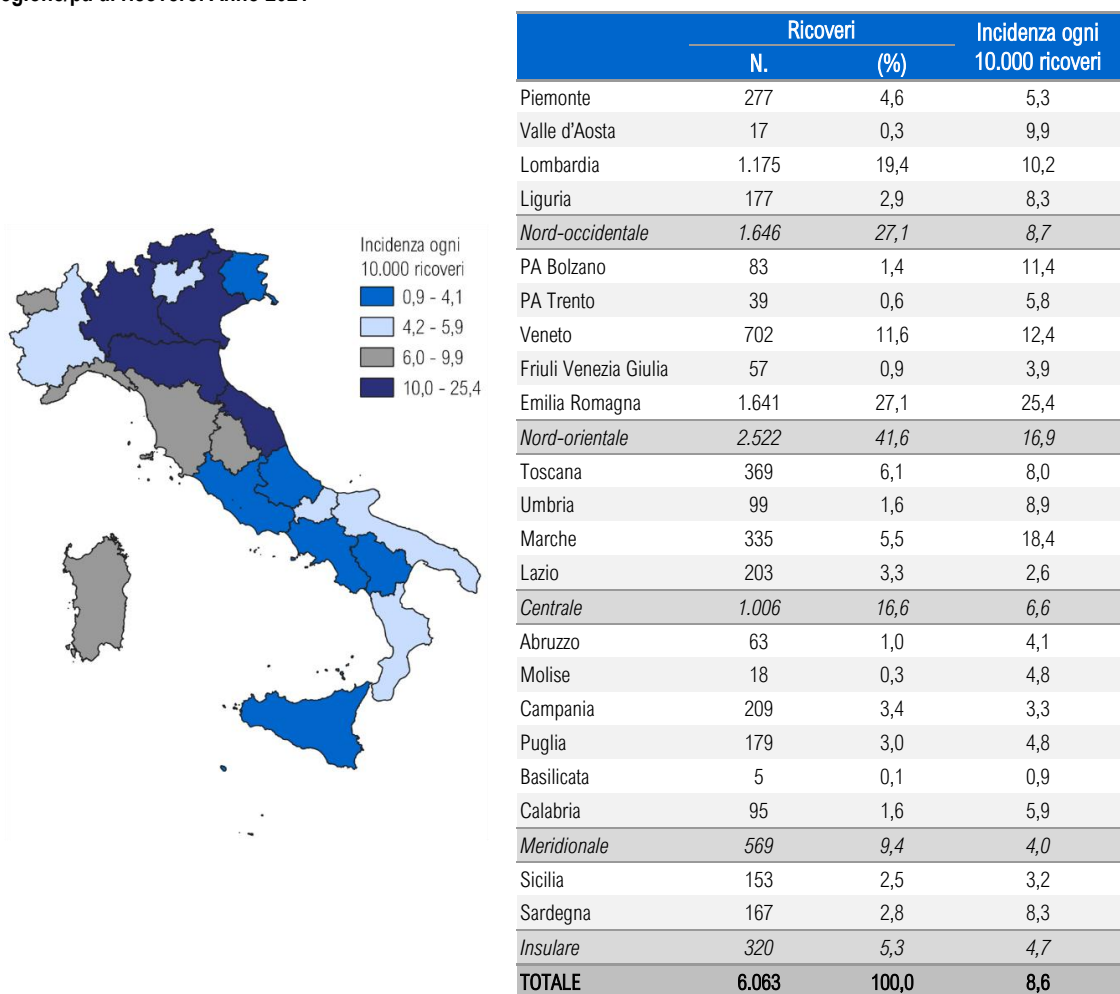 regione/pa di ricovero. Anno 2021
Incidenza ogni
10.000 ricoveri
0,9 - 4,1
4,2 - 5,9
6,0 - 9,9
10,0 - 25,4
Ricoveri Incidenza ogni
N. (%) 10.000 ricoveri
Piemonte 277 4,6 5,3
Valle d'Aosta 17 0,3 9,9
Lombardia 1.175 19,4 10,2
Liguria 177 2,9 8,3
Nord-occidentale 1.646 27,1 8,7
PA Bolzano 83 1,4 11,4
PA Trento 39 0,6 5,8
Veneto 702 11,6 12,4
Friuli Venezia Giulia 57 0,9 3,9
Emilia Romagna 1.641 27,1 25,4
Nord-orientale 2.522 41,6 16,9
Toscana 369 6,1 8,0
Umbria 99 1,6 8,9
Marche 335 5,5 18,4
Lazio 203 3,3 2,6
Centrale 1.006 16,6 6,6
Abruzzo 63 1,0 4,1
Molise 18 0,3 4,8
Campania 209 3,4 3,3
Puglia 179 3,0 4,8
Basilicata 5 0,1 0,9
Calabria 95 1,6 5,9
Meridionale 569 9,4 4,0
Sicilia 153 2,5 3,2
Sardegna 167 2,8 8,3
Insulare 320 5,3 4,7
TOTALE 6.063 100,0 8,6